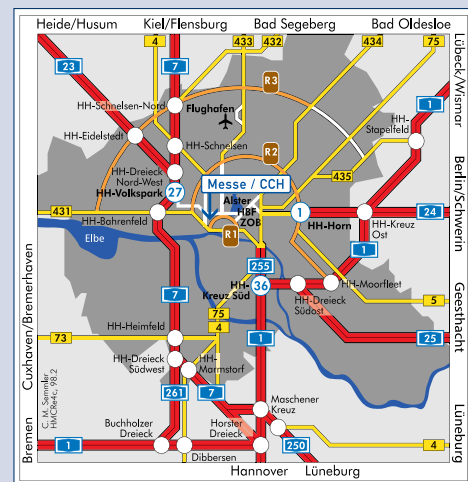 Heide/Husum
Kiel/Flensburg
Bad Segeberg
Bad Oldesloe
4
433
432
434
75
23
7
R3
Lübeck/Wismar
1
HH-Schnelsen-Nord
Flughafen
HH-
Stapelfeld
HH-Eidelstedt
HH-Schnelsen
R2
HH-Dreieck
Nord-West
HH-Volkspark
27
Messe / CCH
435
Berlin/Schwerin
Alster
HBF
ZOB
431
HH-Bahrenfeld
1
HH-Horn
24
HH-Kreuz
Ost
Elbe
R1
1
255
HH-
Kreuz Süd
36
HH-Moorfleet
HH-Dreieck
Südost
7
5
Geesthacht
75
4
Cuxhaven/Bremerhaven
73
HH-Heimfeld
1
25
HH-Dreieck
Südwest
HH-
Marmstorf
C. M. Semmler
HMCRe4c, 98.2
261
7
Maschener
Kreuz
Buchholzer
Dreieck
Horster
Dreieck
Bremen
1
250
4
Lüneburg
Dibbersen
Hannover
Lüneburg